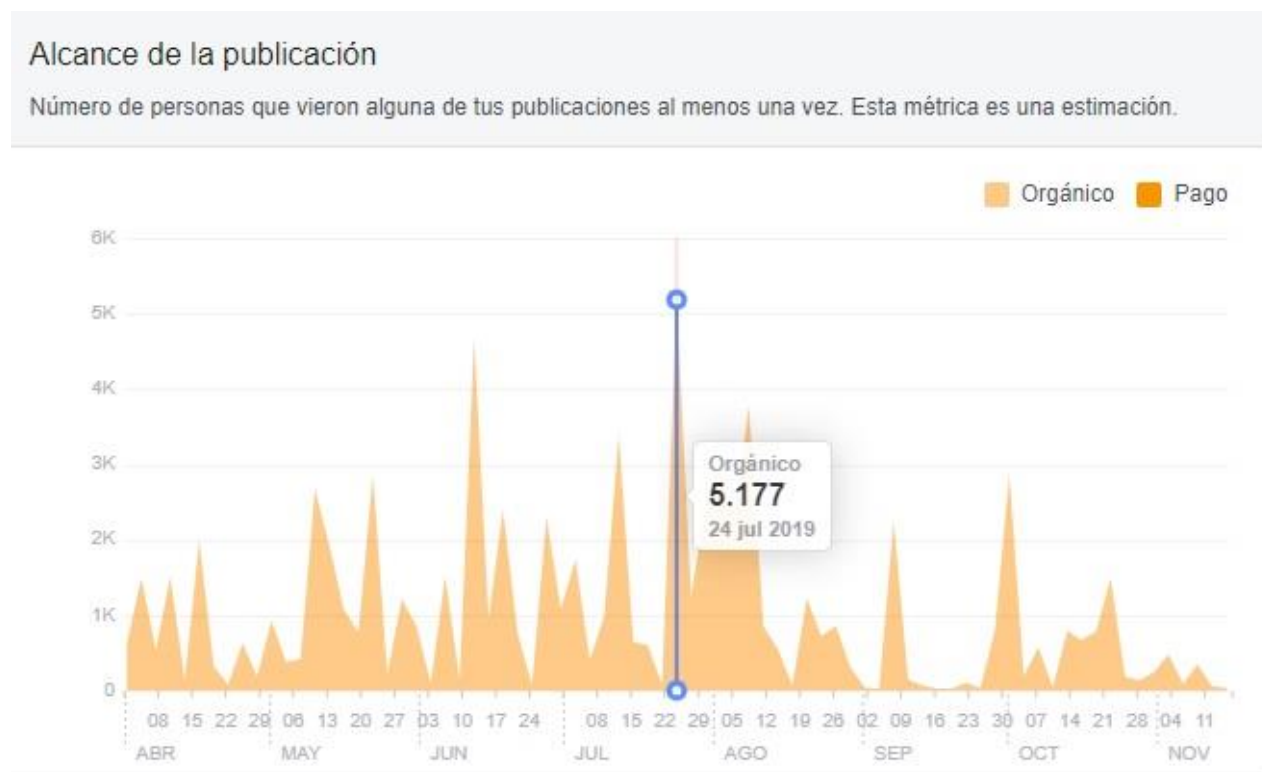 Alcance de la publicación
Número de personas que vieron alguna de tus publicaciones al menos una vez. Esta métrica es una estimación.
Orgánico Pago
6K
5K
4K
3K
2K
1K
0
Orgánico
5.177
24 jul 2019
08 15 22 29 06 13 20 27 03 10 17 24 08 15 22 29 05 12 19 26 02 09 16 23 30 07 14 21 28 04 11
ABR MAY JUN JUL AGO SEP OCT NOV